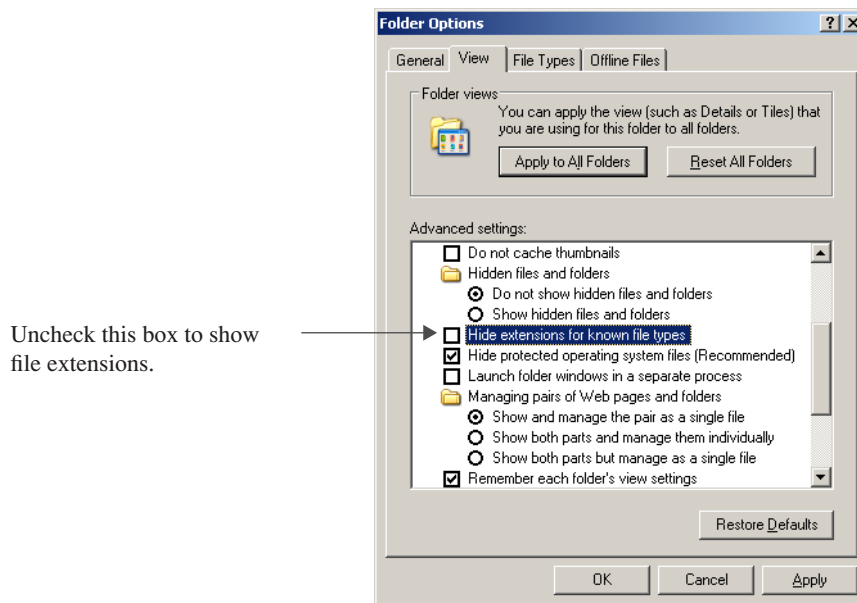 Folder Options
General View File Types Offline Files
Folder views
You can apply the view (such as Details or Tiles) that
you are using for this folder to all folders.
Apply to All Folders Reset All Folders
Advanced settings:
Do not cache thumbnails
Hidden files and folders
Do not show hidden files and folders
Show hidden files and folders
Uncheck this box to show
file extensions.
Hide extensions for known file types
Hide protected operating system files (Recommended)
Launch folder windows in a separate process
Managing pairs of Web pages and folders
Show and manage the pair as a single file
Show both parts and manage them individually
Show both parts but manage as a single file
Remember each folder's view settings
Restore Defaults
OK Cancel Apply